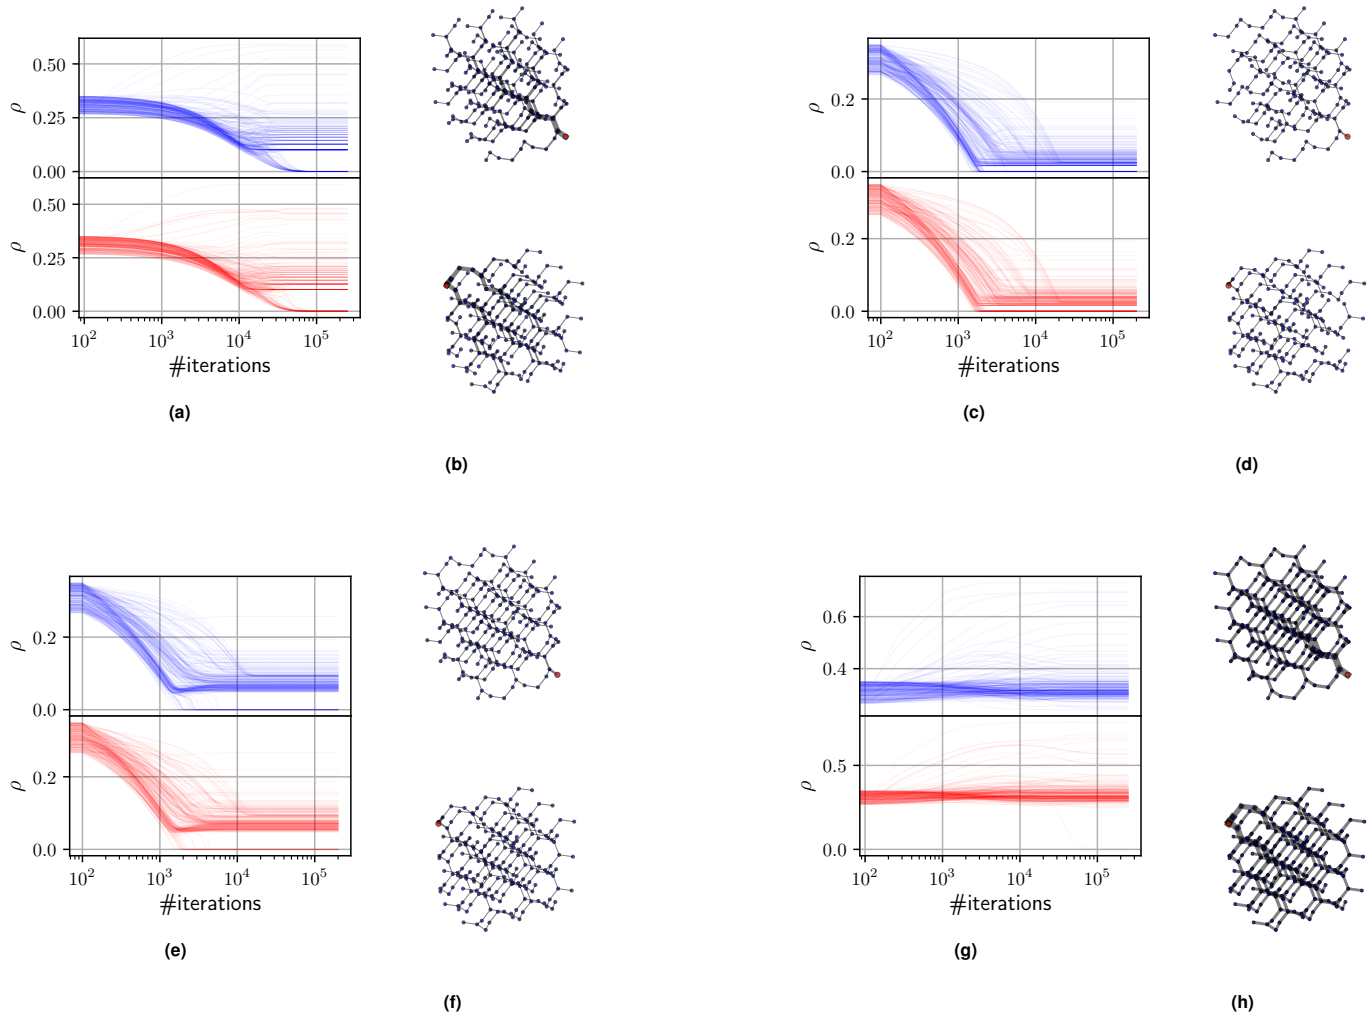 0.50
ρ 0.25
0.00
0.50
ρ 0.25
0.00
10² 10³ 10⁴ 10⁵
#iterations
(a)
(b)
0.2
ρ
0.0
0.2
ρ
0.0
10² 10³ 10⁴ 10⁵
#iterations
(c)
(d)
0.2
ρ
0.0
0.2
ρ
0.0
10² 10³ 10⁴ 10⁵
#iterations
(e)
(f)
0.6
ρ
0.4
0.5
ρ
0.0
10² 10³ 10⁴ 10⁵
#iterations
(g)
(h)